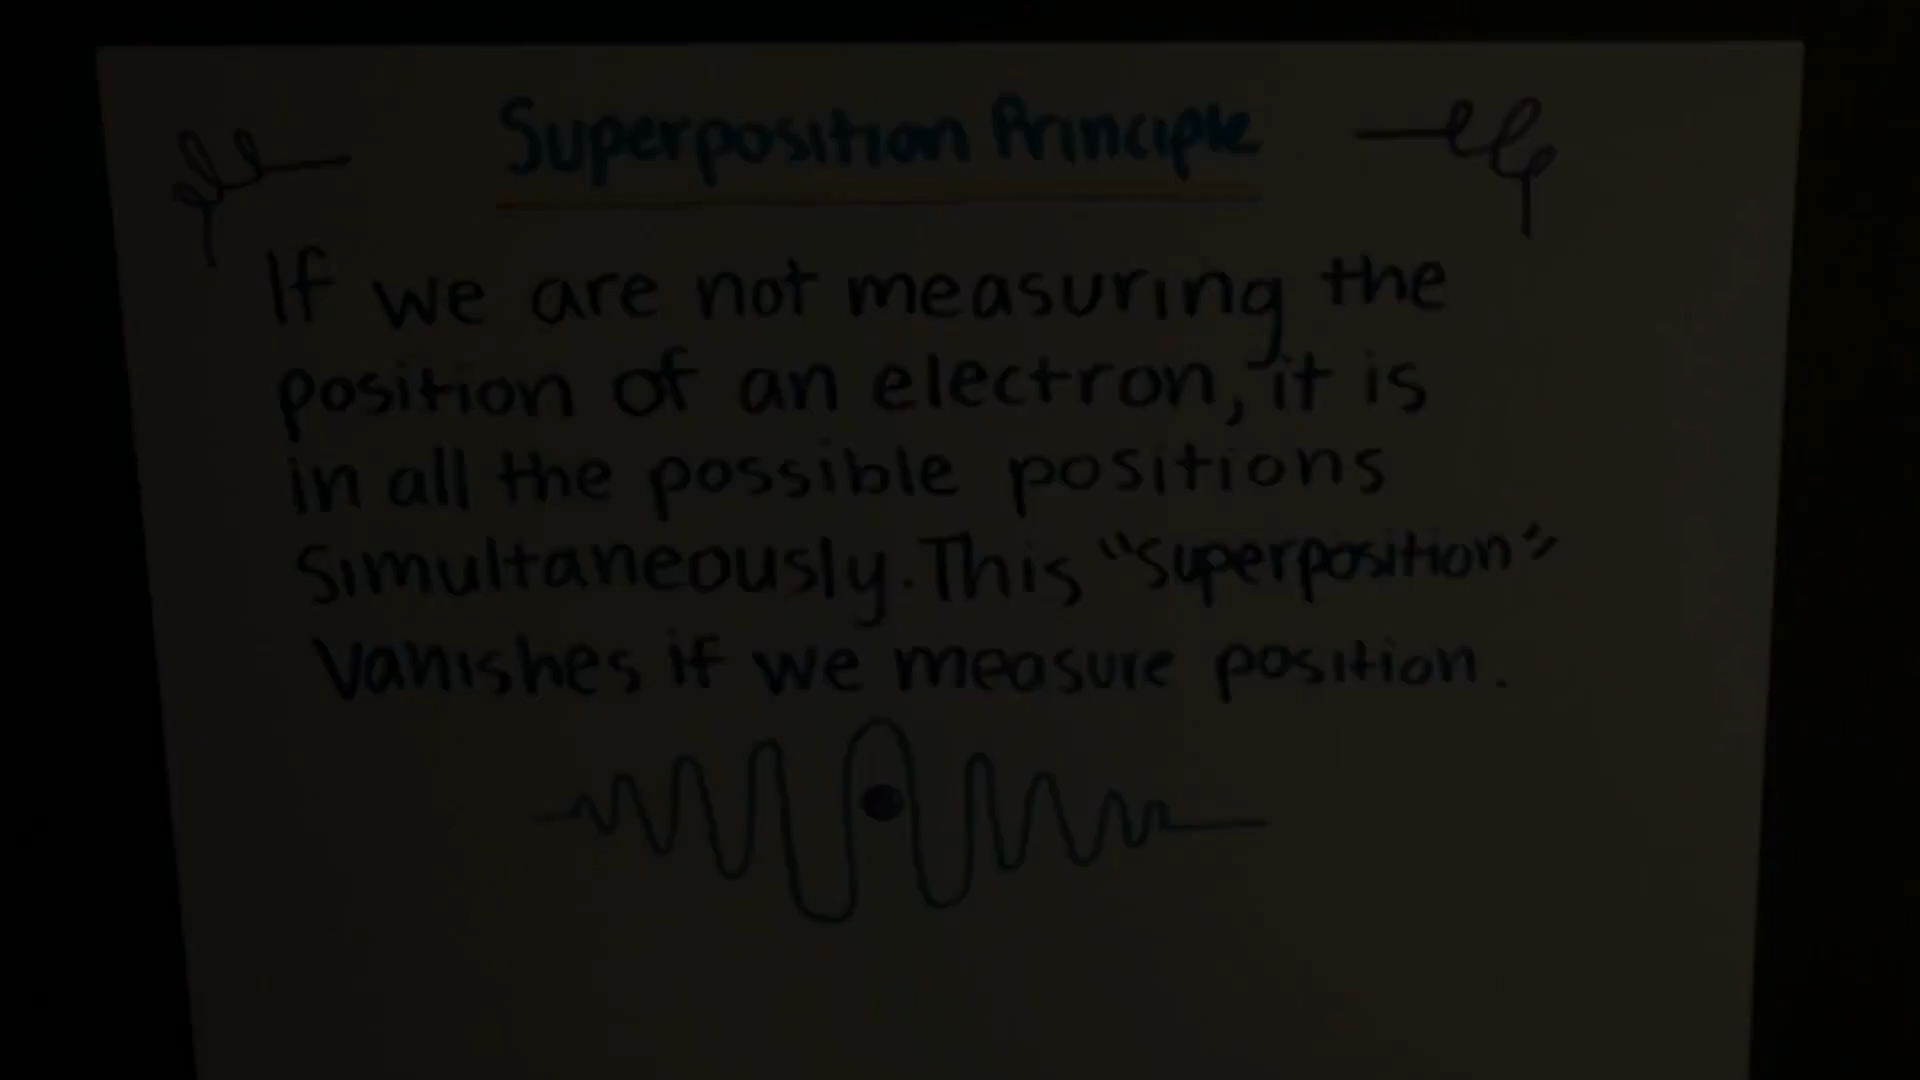 Superposition Principle
If we are not measuring the
position of an electron, it is
in all the possible positions
simultaneously. This "Superposition"
Vanishes if we measure position.